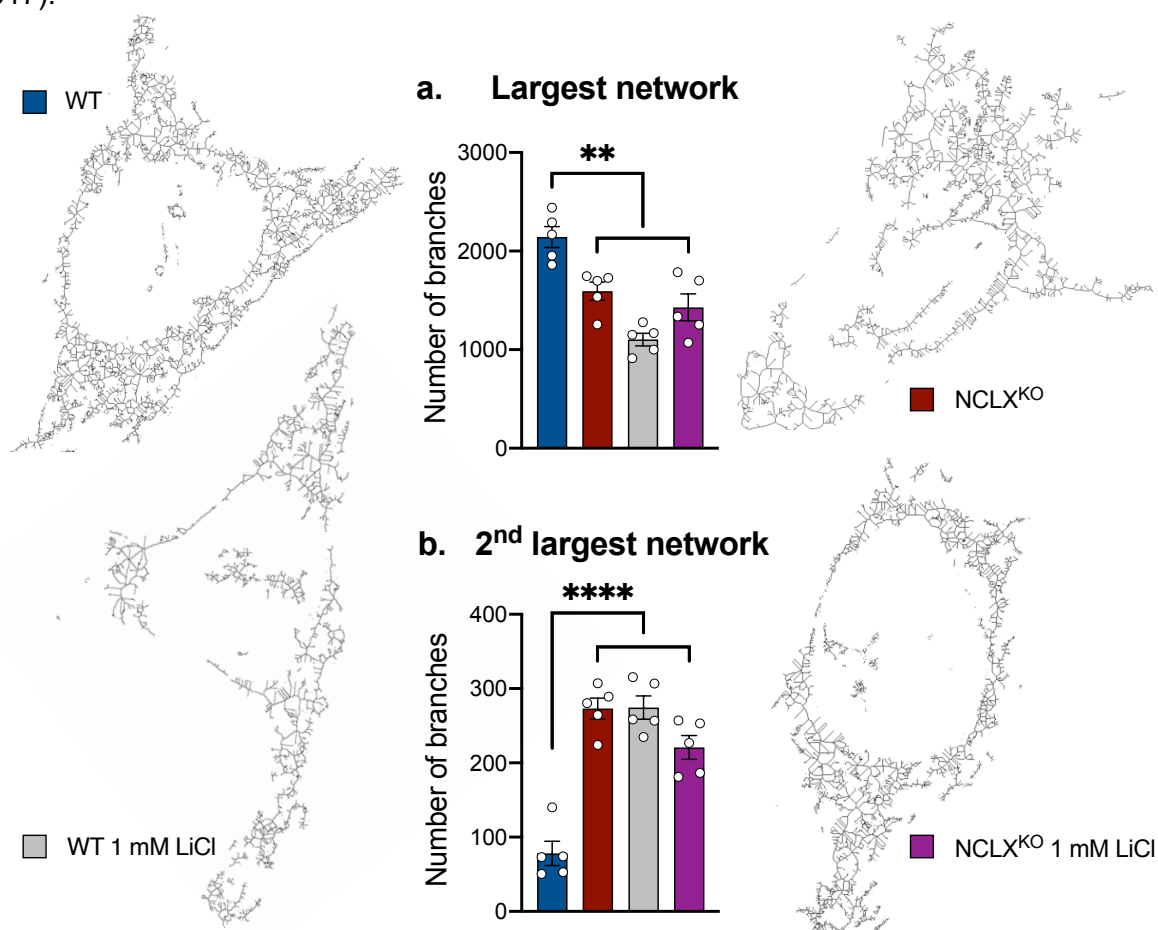 WT
a. Largest network
**
3000
2000
1000
0
Number of branches
NCLXKO
b. 2nd largest network
****
400
300
200
100
0
Number of branches
WT 1 mM LiCl
NCLXKO 1 mM LiCl